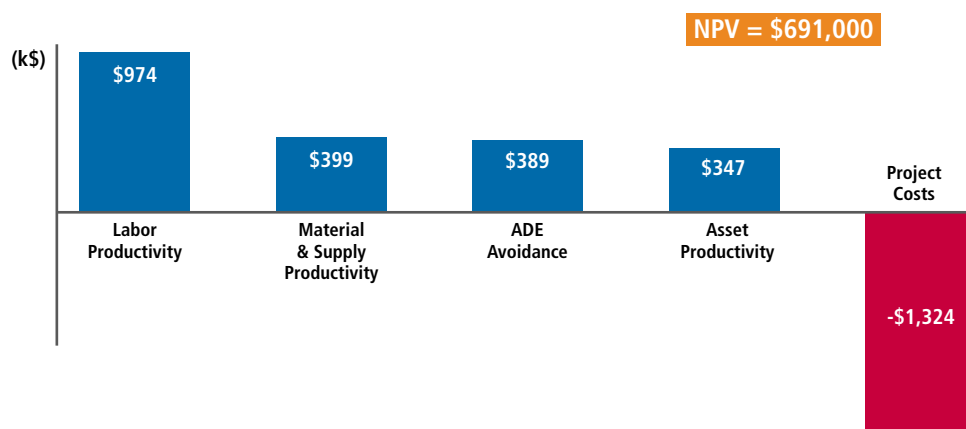 NPV = $691,000
(k$)
$974
$399
$389
$347
Project
Costs
Labor
Productivity
Material
& Supply
Productivity
ADE
Avoidance
Asset
Productivity
-$1,324